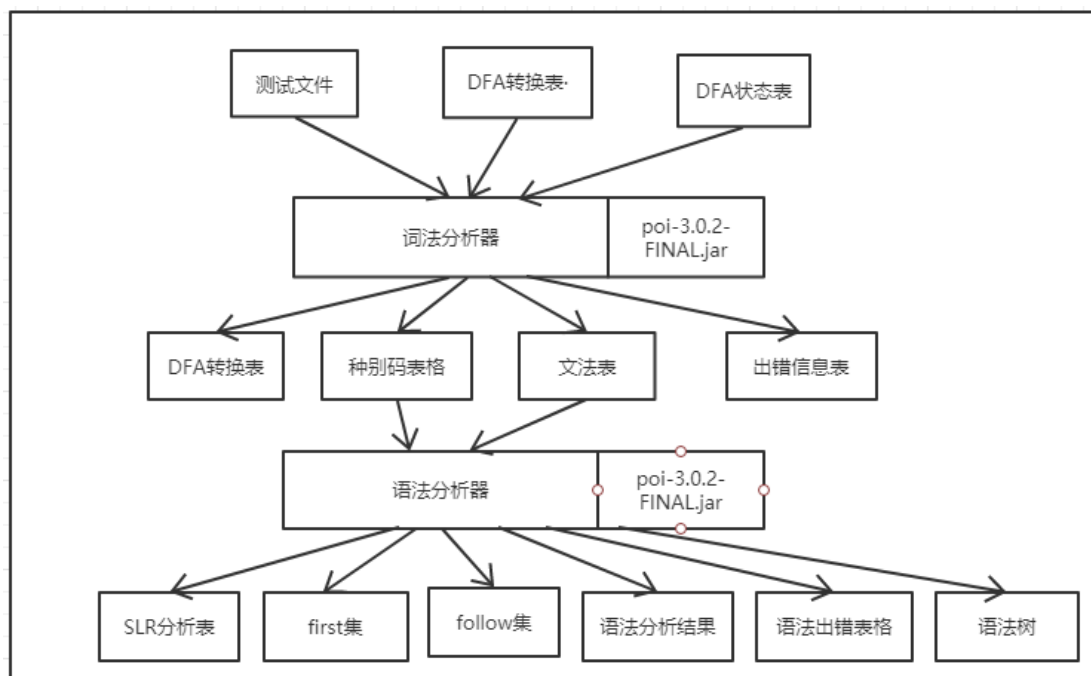 测试文件
DFA转换表·
DFA状态表
词法分析器
poi-3.0.2-
FINAL.jar
DFA转换表
种别码表格
文法表
出错信息表
语法分析器
poi-3.0.2-
FINAL.jar
SLR分析表
first集
follow集
语法分析结果
语法出错表格
语法树